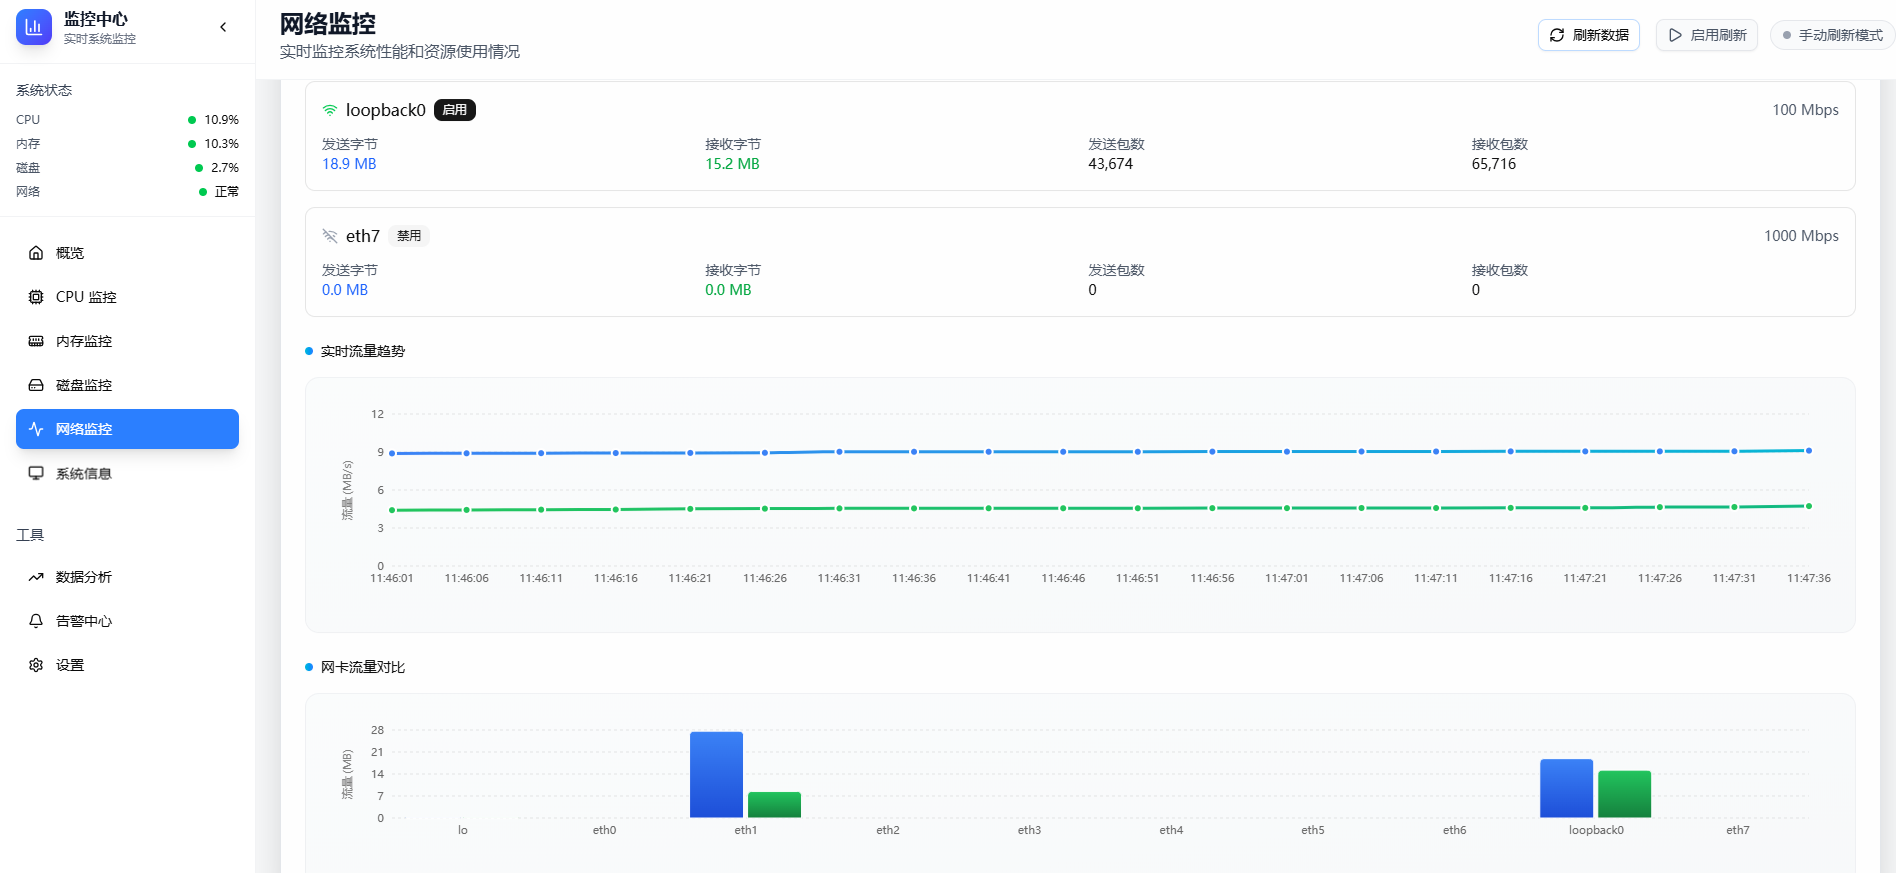 监控中心
实时系统监控
系统状态
CPU 10.9%
内存 10.3%
磁盘 2.7%
网络 正常
概览
CPU 监控
内存监控
磁盘监控
网络监控
系统信息
工具
数据分析
告警中心
设置
网络监控
实时监控系统性能和资源使用情况
刷新数据 启用刷新 手动刷新模式
loopback0 启用 100 Mbps
发送字节 接收字节 发送包数 接收包数
18.9 MB 15.2 MB 43,674 65,716
eth7 禁用 1000 Mbps
发送字节 接收字节 发送包数 接收包数
0.0 MB 0.0 MB 0 0
实时流量趋势
流量 (MB/s)
12
9
6
3
0
11:46:01 11:46:06 11:46:11 11:46:16 11:46:21 11:46:26 11:46:31 11:46:36 11:46:41 11:46:46 11:46:51 11:46:56 11:47:01 11:47:06 11:47:11 11:47:16 11:47:21 11:47:26 11:47:31 11:47:36
网卡流量对比
流量 (MB)
28
21
14
7
0
lo eth0 eth1 eth2 eth3 eth4 eth5 eth6 loopback0 eth7